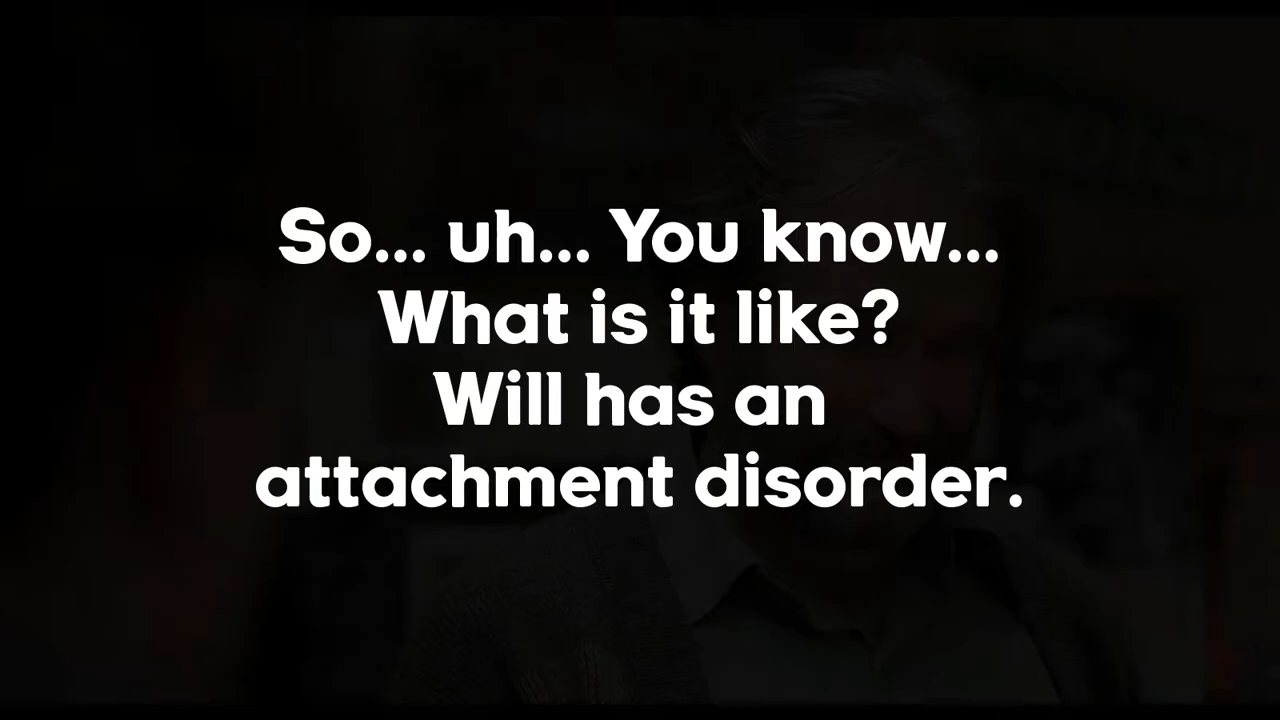 So... uh... You know...
What is it like?
Will has an
attachment disorder.